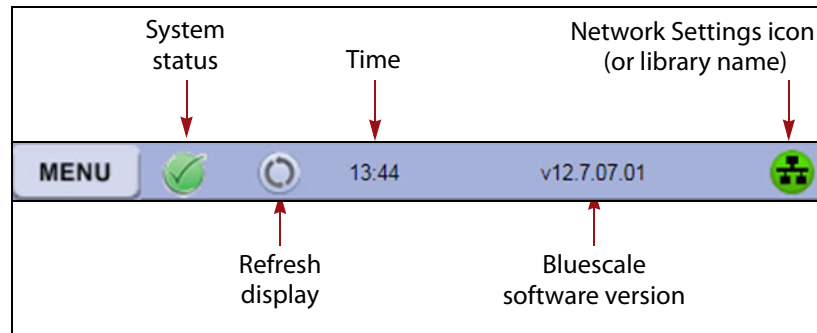 System
status
Time
Network Settings icon
(or library name)
MENU
13:44
v12.7.07.01
Refresh
display
Bluescale
software version